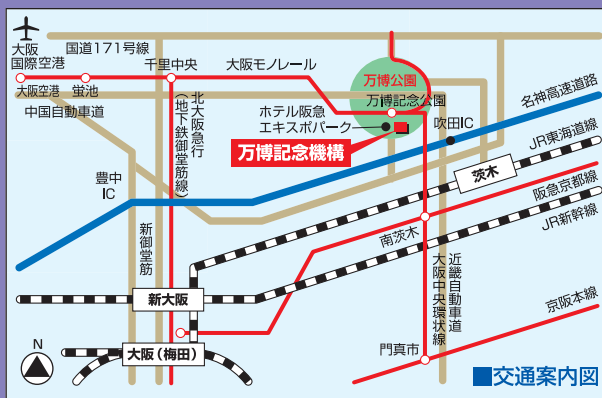 大阪
国際空港
国道171号線
千里中央
大阪モノレール
万博公園
大阪空港
蛍池
万博記念公園
中国自動車道
北大阪急行
(地下鉄御堂筋線)
ホテル阪急
エキスポパーク
吹田IC
名神高速道路
万博記念機構
JR東海道線
茨木
豊中
IC
阪急京都線
新御堂筋
南茨木
JR新幹線
近畿自動車道
大阪中央環状線
新大阪
京阪本線
大阪(梅田)
門真市
N
■交通案内図